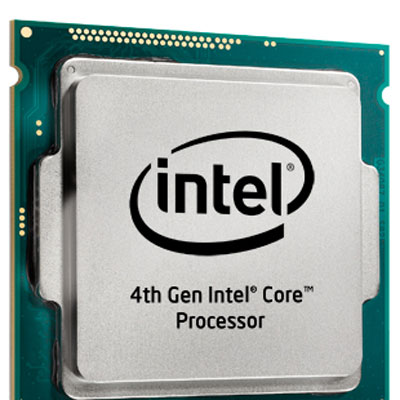 intel®
4th Gen Intel® Core™
Processor